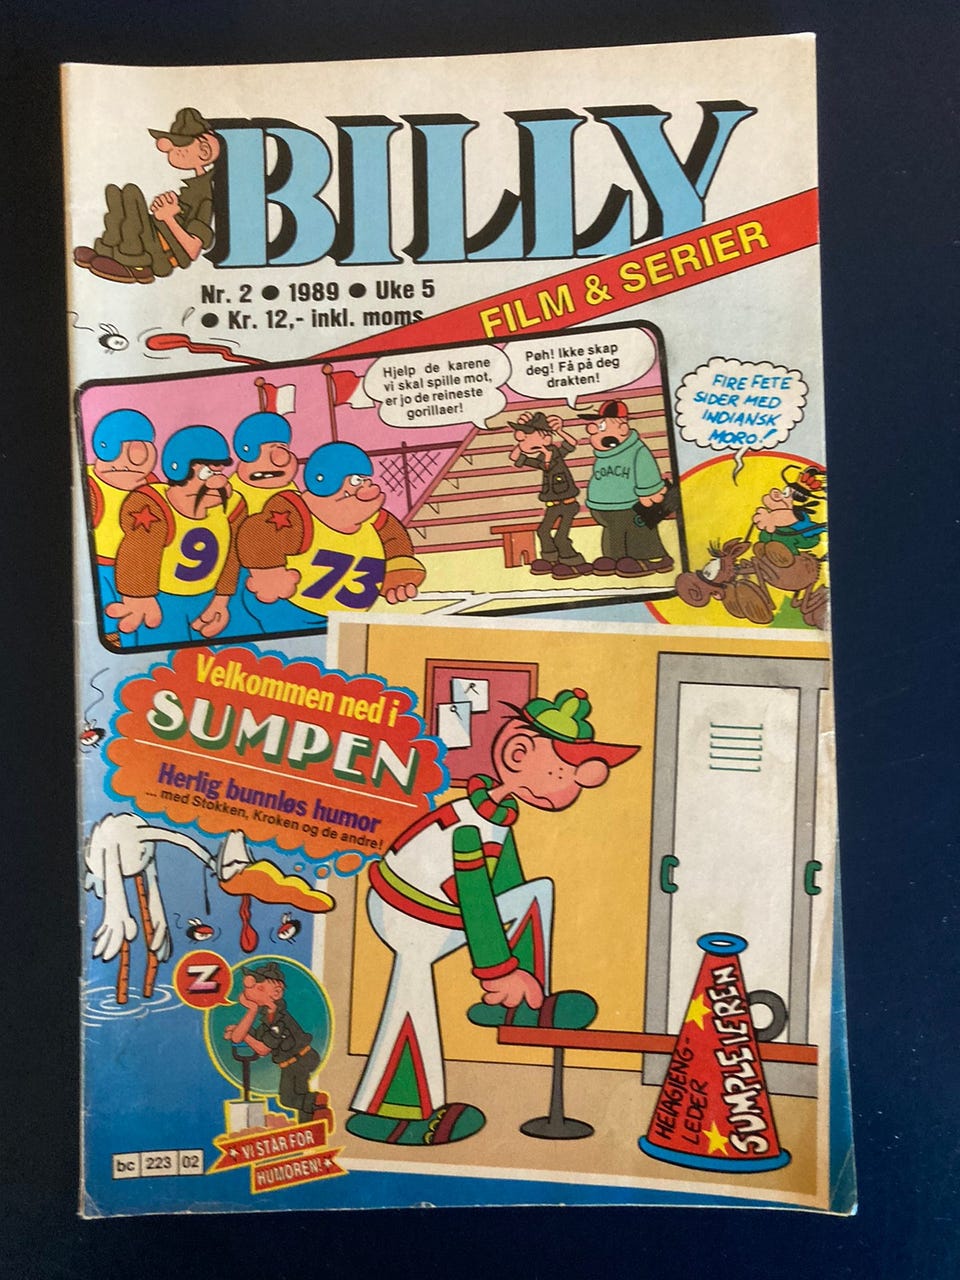 BILLY
FILM & SERIER
Nr. 2 ● 1989 ● Uke 5
● Kr. 12,- inkl. moms
Hjelp de karene
vi skal spille mot,
er jo de reineste
gorillaer!
Pøh! Ikke skap
deg! Få på deg
drakten!
COACH
9
73
FIRE FETE
SIDER MED
INDIANSK
MORO!
Velkommen ned i
SUMPEN
Herlig bunnløs humor
... med Stokken, Kroken og de andre!
Z
VI STÅR FOR
HUMOREN!
bc 223 02
HEIAGJENG-
LEDER
SUMPLEIEREN